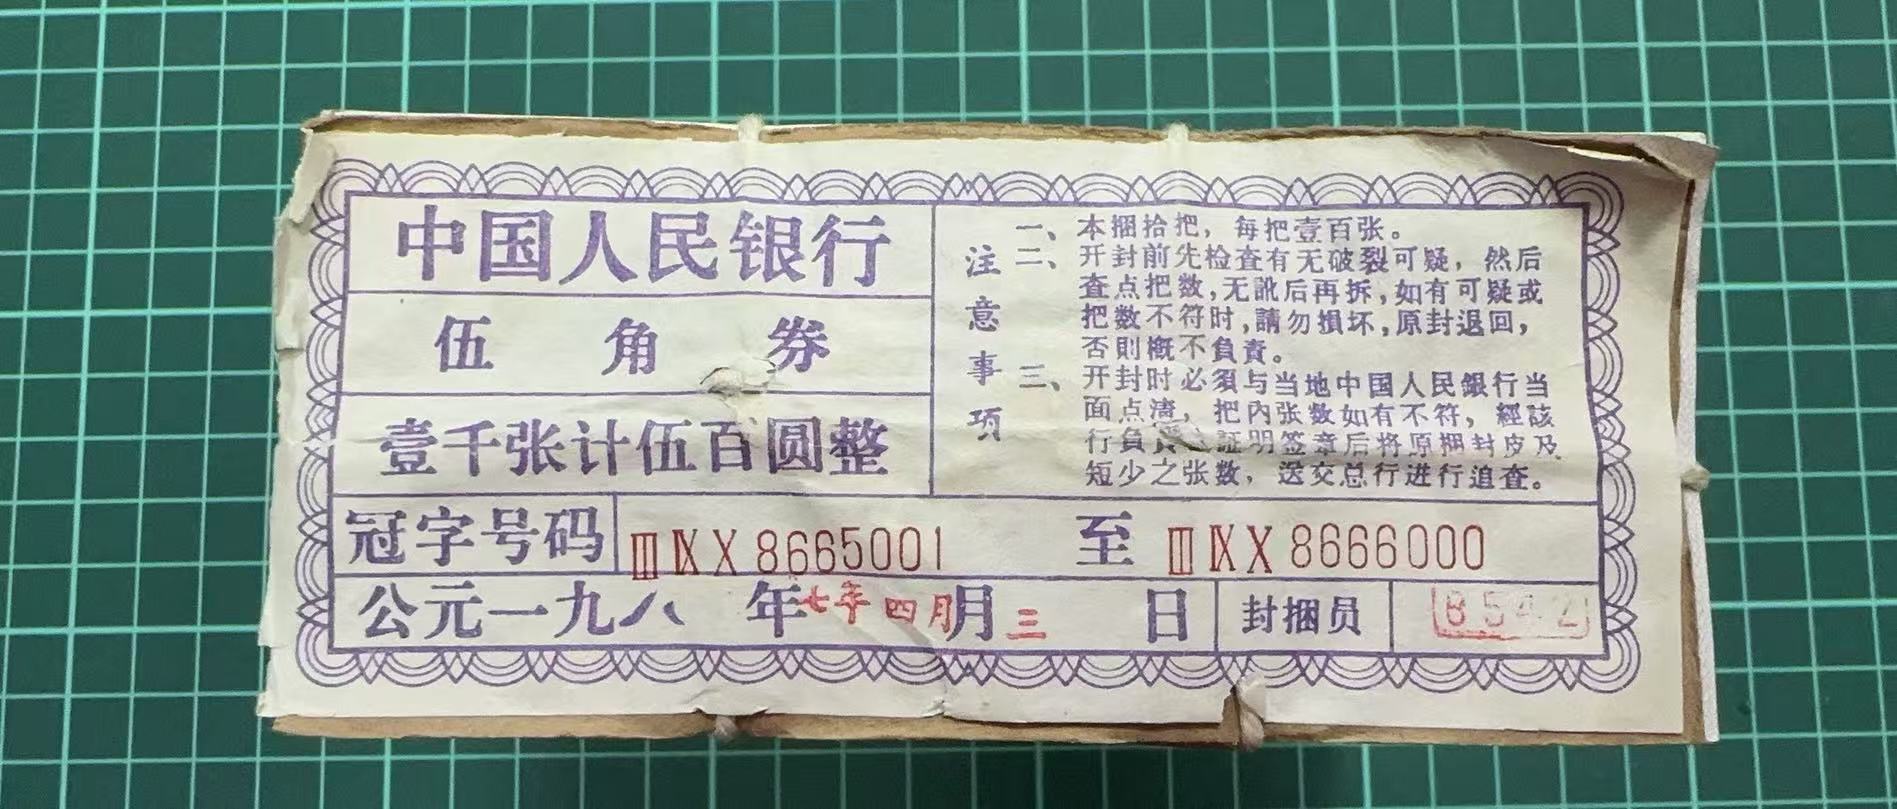 中国人民银行
伍角券
壹千张计伍百圆整
注意事项
一、本捆拾把，每把壹百张。
二、开封前先检查有无破裂可疑，然后
查点把数，无訛后再拆，如有可疑或
把数不符时，請勿損坏，原封退回，
否則概不負責。
三、开封时必須与当地中国人民銀行当
面点清，把內张数如有不符，經該
行負責証明签章后将原捆封皮及
短少之张数，送交总行进行追查。
冠字号码 ⅢⅨⅩ8665001 至 ⅢⅨⅩ8666000
公元一九八 年七年四月月三 日 封捆员 8542